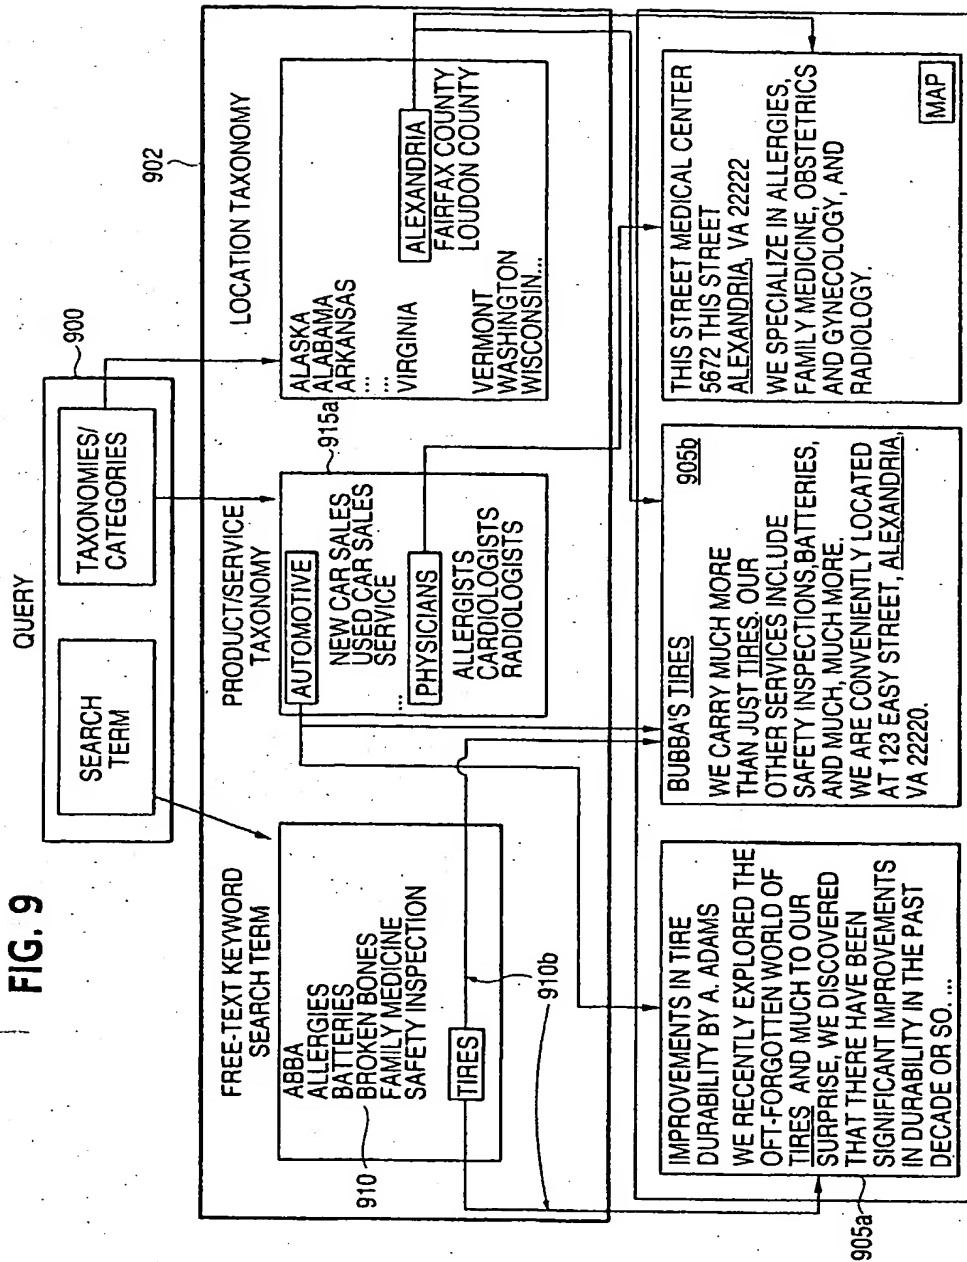 FIG. 9
QUERY
900
SEARCH
TERM
TAXONOMIES/
CATEGORIES
902
FREE-TEXT KEYWORD
SEARCH TERM
ABBA
ALLERGIES
BATTERIES
BROKEN BONES
FAMILY MEDICINE
SAFETY INSPECTION
TIRES
910
910b
PRODUCT/SERVICE
TAXONOMY
915a
AUTOMOTIVE
NEW CAR SALES
USED CAR SALES
SERVICE
...
PHYSICIANS
ALLERGISTS
CARDIOLOGISTS
RADIOLOGISTS
LOCATION TAXONOMY
ALASKA
ALABAMA
ARKANSAS
...
...
VIRGINIA
ALEXANDRIA
FAIRFAX COUNTY
LOUDON COUNTY
VERMONT
WASHINGTON
WISCONSIN...
905a
IMPROVEMENTS IN TIRE
DURABILITY BY A. ADAMS
WE RECENTLY EXPLORED THE
OFT-FORGOTTEN WORLD OF
TIRES AND MUCH TO OUR
SURPRISE, WE DISCOVERED
THAT THERE HAVE BEEN
SIGNIFICANT IMPROVEMENTS
IN DURABILITY IN THE PAST
DECADE OR SO. ...
BUBBA'S TIRES
905b
WE CARRY MUCH MORE
THAN JUST TIRES. OUR
OTHER SERVICES INCLUDE
SAFETY INSPECTIONS,BATTERIES,
AND MUCH, MUCH MORE.
WE ARE CONVENIENTLY LOCATED
AT 123 EASY STREET, ALEXANDRIA,
VA 22220.
THIS STREET MEDICAL CENTER
5672 THIS STREET
ALEXANDRIA, VA 22222
WE SPECIALIZE IN ALLERGIES,
FAMILY MEDICINE, OBSTETRICS
AND GYNECOLOGY, AND
RADIOLOGY.
MAP